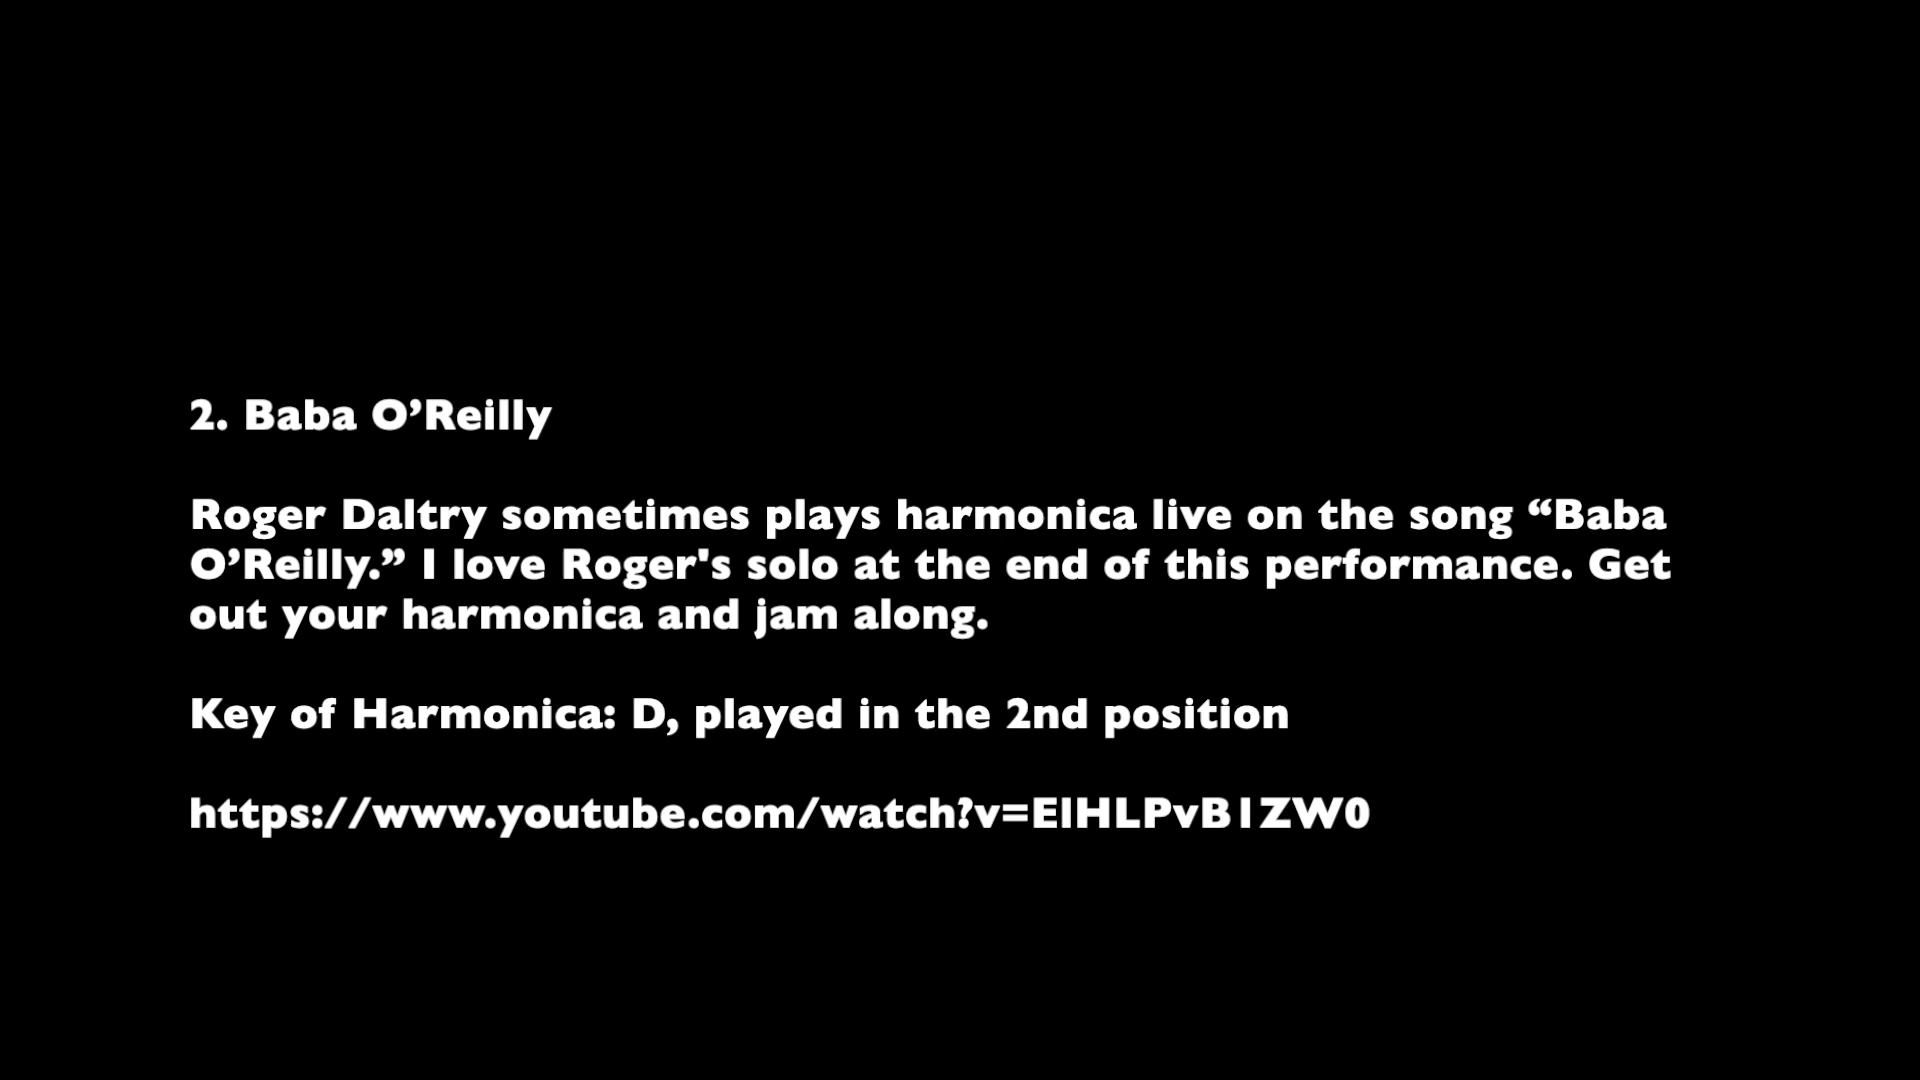 2. Baba O’Reilly
Roger Daltry sometimes plays harmonica live on the song “Baba
O’Reilly.” I love Roger's solo at the end of this performance. Get
out your harmonica and jam along.
Key of Harmonica: D, played in the 2nd position
https://www.youtube.com/watch?v=ElHLPvB1ZW0